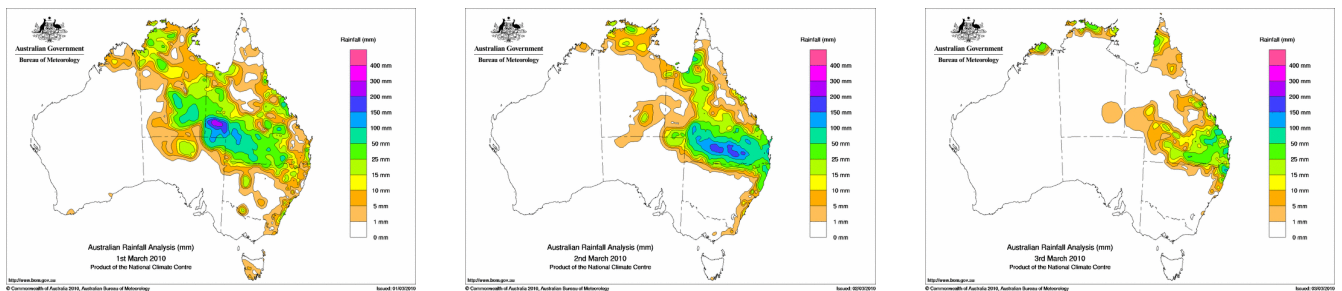 Australian Government
Bureau of Meteorology
Rainfall (mm)
400 mm
300 mm
200 mm
150 mm
100 mm
50 mm
25 mm
15 mm
10 mm
5 mm
1 mm
0 mm
Australian Rainfall Analysis (mm)
1st March 2010
Product of the National Climate Centre
http://www.bom.gov.au
© Commonwealth of Australia 2010, Australian Bureau of Meteorology
Issued: 01/03/2010
Australian Government
Bureau of Meteorology
Rainfall (mm)
400 mm
300 mm
200 mm
150 mm
100 mm
50 mm
25 mm
15 mm
10 mm
5 mm
1 mm
0 mm
Australian Rainfall Analysis (mm)
2nd March 2010
Product of the National Climate Centre
http://www.bom.gov.au
© Commonwealth of Australia 2010, Australian Bureau of Meteorology
Issued: 02/03/2010
Australian Government
Bureau of Meteorology
Rainfall (mm)
400 mm
300 mm
200 mm
150 mm
100 mm
50 mm
25 mm
15 mm
10 mm
5 mm
1 mm
0 mm
Australian Rainfall Analysis (mm)
3rd March 2010
Product of the National Climate Centre
http://www.bom.gov.au
© Commonwealth of Australia 2010, Australian Bureau of Meteorology
Issued: 03/03/2010